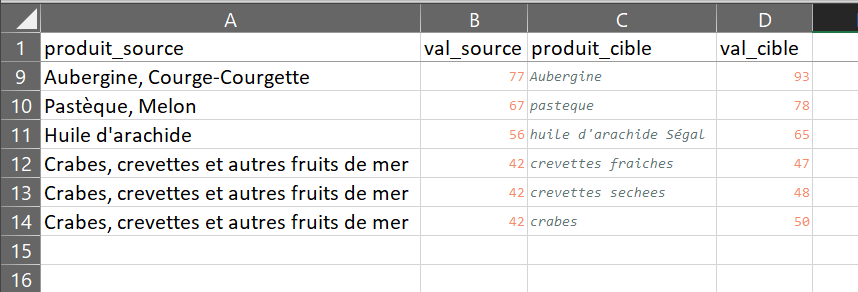 A B C D
1 produit_source val_source produit_cible val_cible
9 Aubergine, Courge-Courgette 77 Aubergine 93
10 Pastèque, Melon 67 pasteque 78
11 Huile d'arachide 56 huile d'arachide Ségal 65
12 Crabes, crevettes et autres fruits de mer 42 crevettes fraiches 47
13 Crabes, crevettes et autres fruits de mer 42 crevettes sechees 48
14 Crabes, crevettes et autres fruits de mer 42 crabes 50
15
16